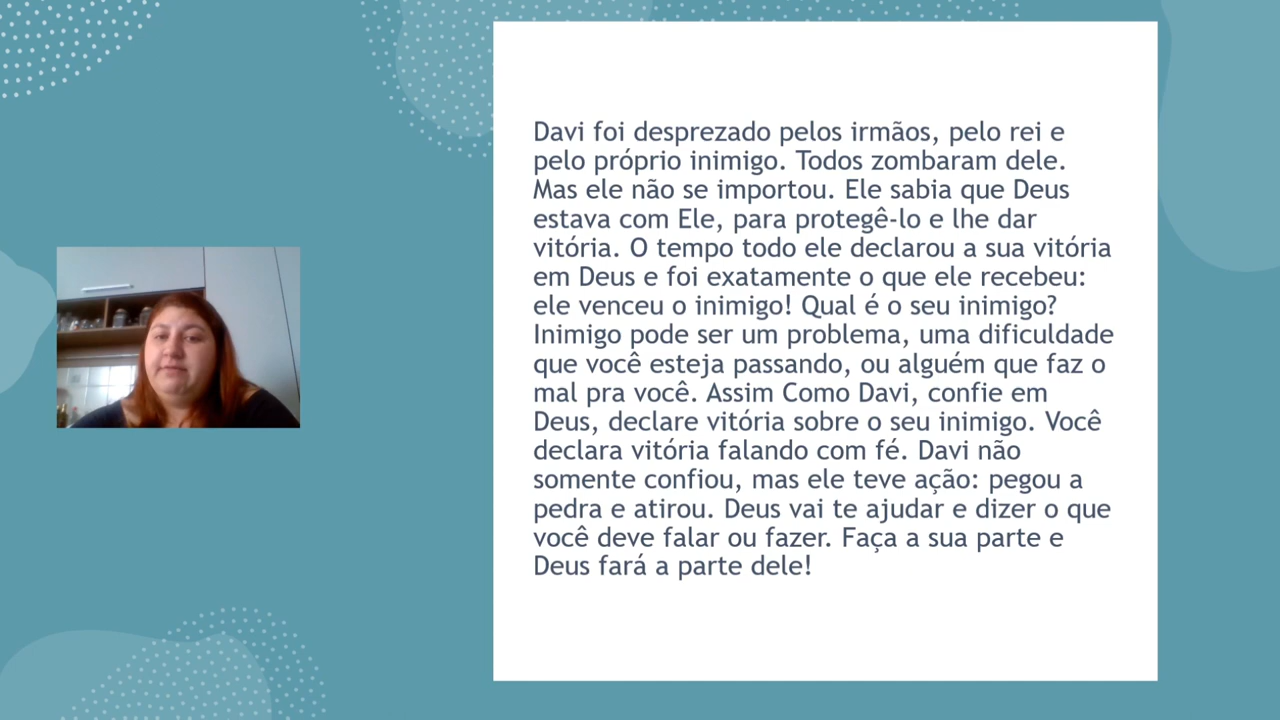 Davi foi desprezado pelos irmãos, pelo rei e
pelo próprio inimigo. Todos zombaram dele.
Mas ele não se importou. Ele sabia que Deus
estava com Ele, para protegê-lo e lhe dar
vitória. O tempo todo ele declarou a sua vitória
em Deus e foi exatamente o que ele recebeu:
ele venceu o inimigo! Qual é o seu inimigo?
Inimigo pode ser um problema, uma dificuldade
que você esteja passando, ou alguém que faz o
mal pra você. Assim Como Davi, confie em
Deus, declare vitória sobre o seu inimigo. Você
declara vitória falando com fé. Davi não
somente confiou, mas ele teve ação: pegou a
pedra e atirou. Deus vai te ajudar e dizer o que
você deve falar ou fazer. Faça a sua parte e
Deus fará a parte dele!